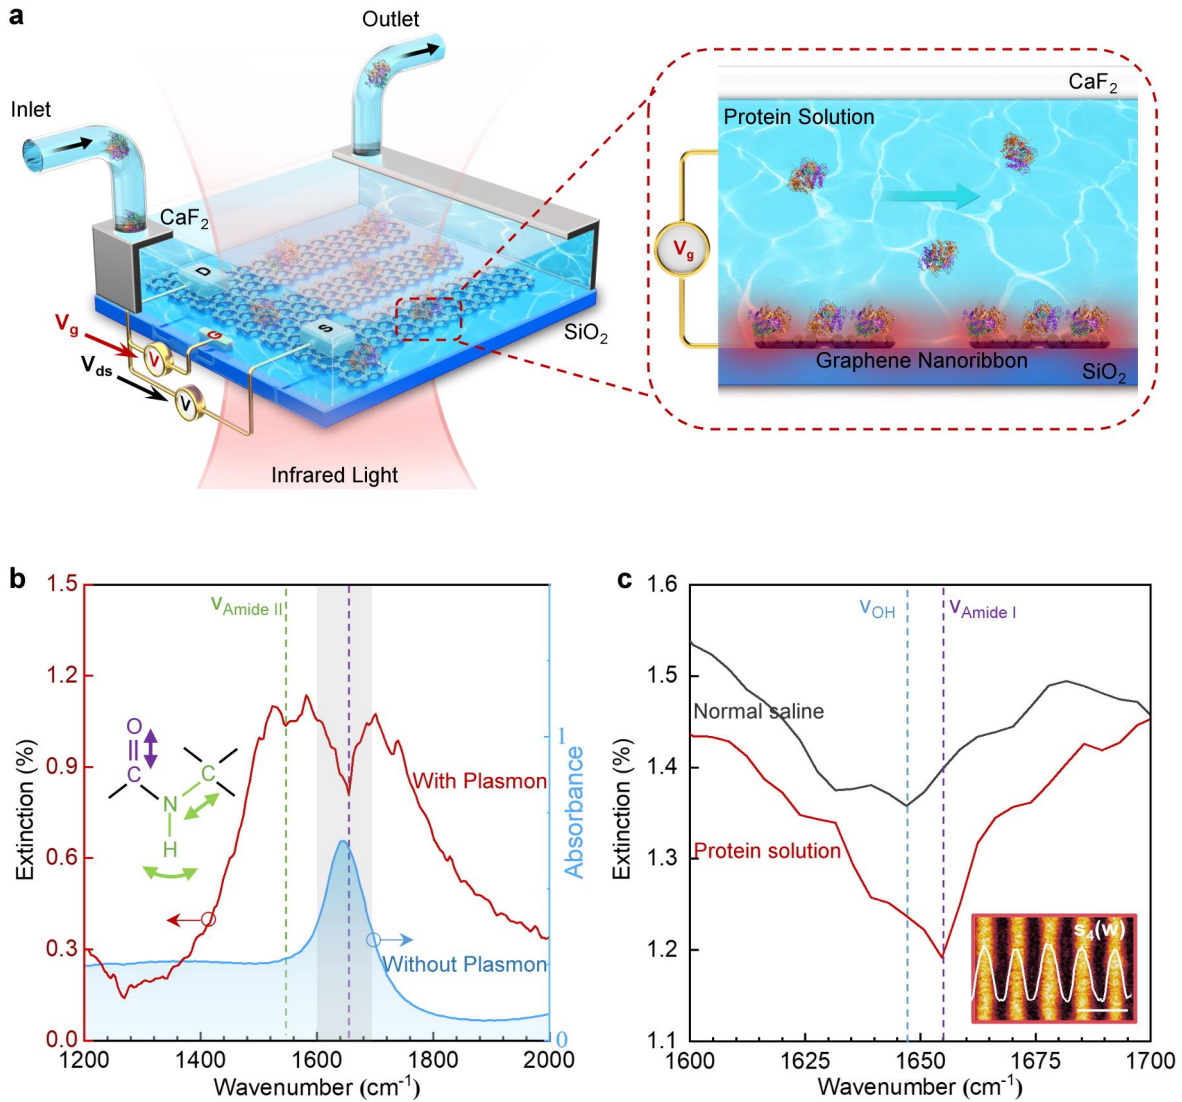 a
Outlet
Inlet
CaF2
D
S
G
Vg
V
Vds
V
SiO2
Infrared Light
CaF2
Protein Solution
Vg
Graphene Nanoribbon
SiO2
b
1.5
1.2
0.9
0.6
0.3
0.0
Extinction (%)
νAmide II
O
C
N
C
H
With Plasmon
Without Plasmon
1
0
Absorbance
1200 1400 1600 1800 2000
Wavenumber (cm-1)
c
1.6
1.5
1.4
1.3
1.2
1.1
Extinction (%)
νOH
νAmide I
Normal saline
Protein solution
s4(w)
1600 1625 1650 1675 1700
Wavenumber (cm-1)